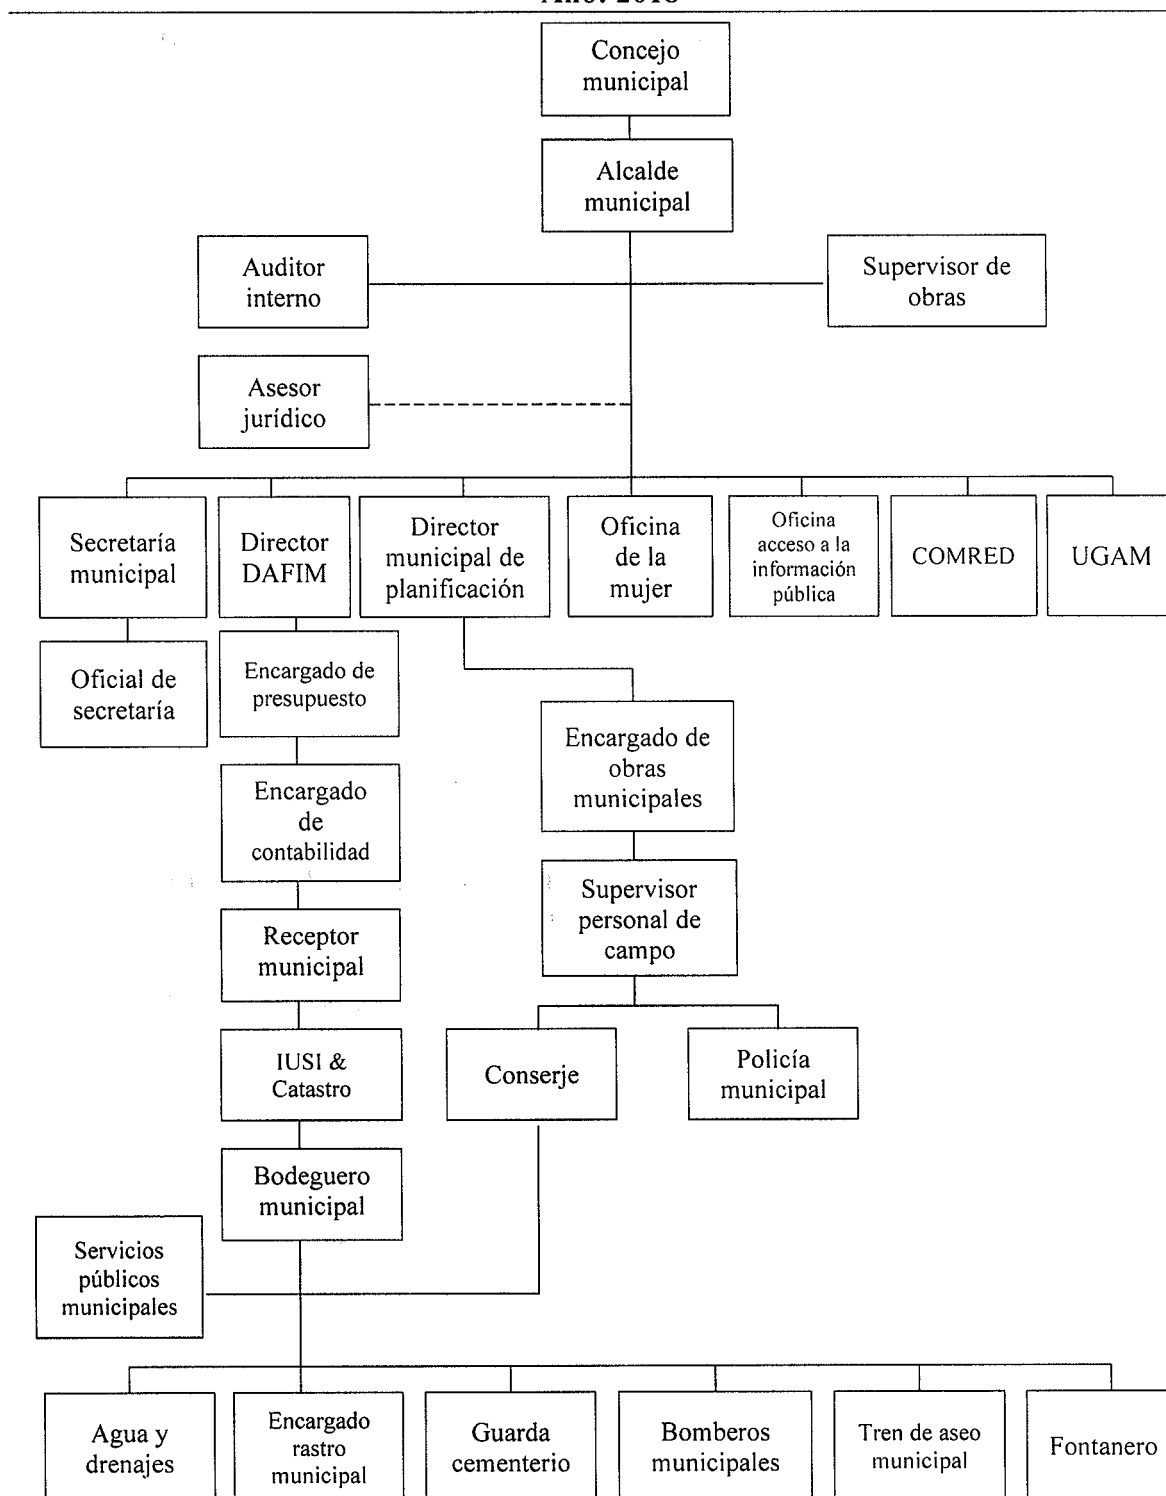 Concejo
municipal
Alcalde
municipal
Auditor
interno
Supervisor de
obras
Asesor
jurídico
Secretaría
municipal
Director
DAFIM
Director
municipal de
planificación
Oficina
de la
mujer
Oficina
acceso a la
información
pública
COMRED
UGAM
Oficial de
secretaría
Encargado de
presupuesto
Encargado de
obras
municipales
Encargado
de
contabilidad
Supervisor
personal de
campo
Receptor
municipal
IUSI &
Catastro
Conserje
Policía
municipal
Bodeguero
municipal
Servicios
públicos
municipales
Agua y
drenajes
Encargado
rastro
municipal
Guarda
cementerio
Bomberos
municipales
Tren de aseo
municipal
Fontanero